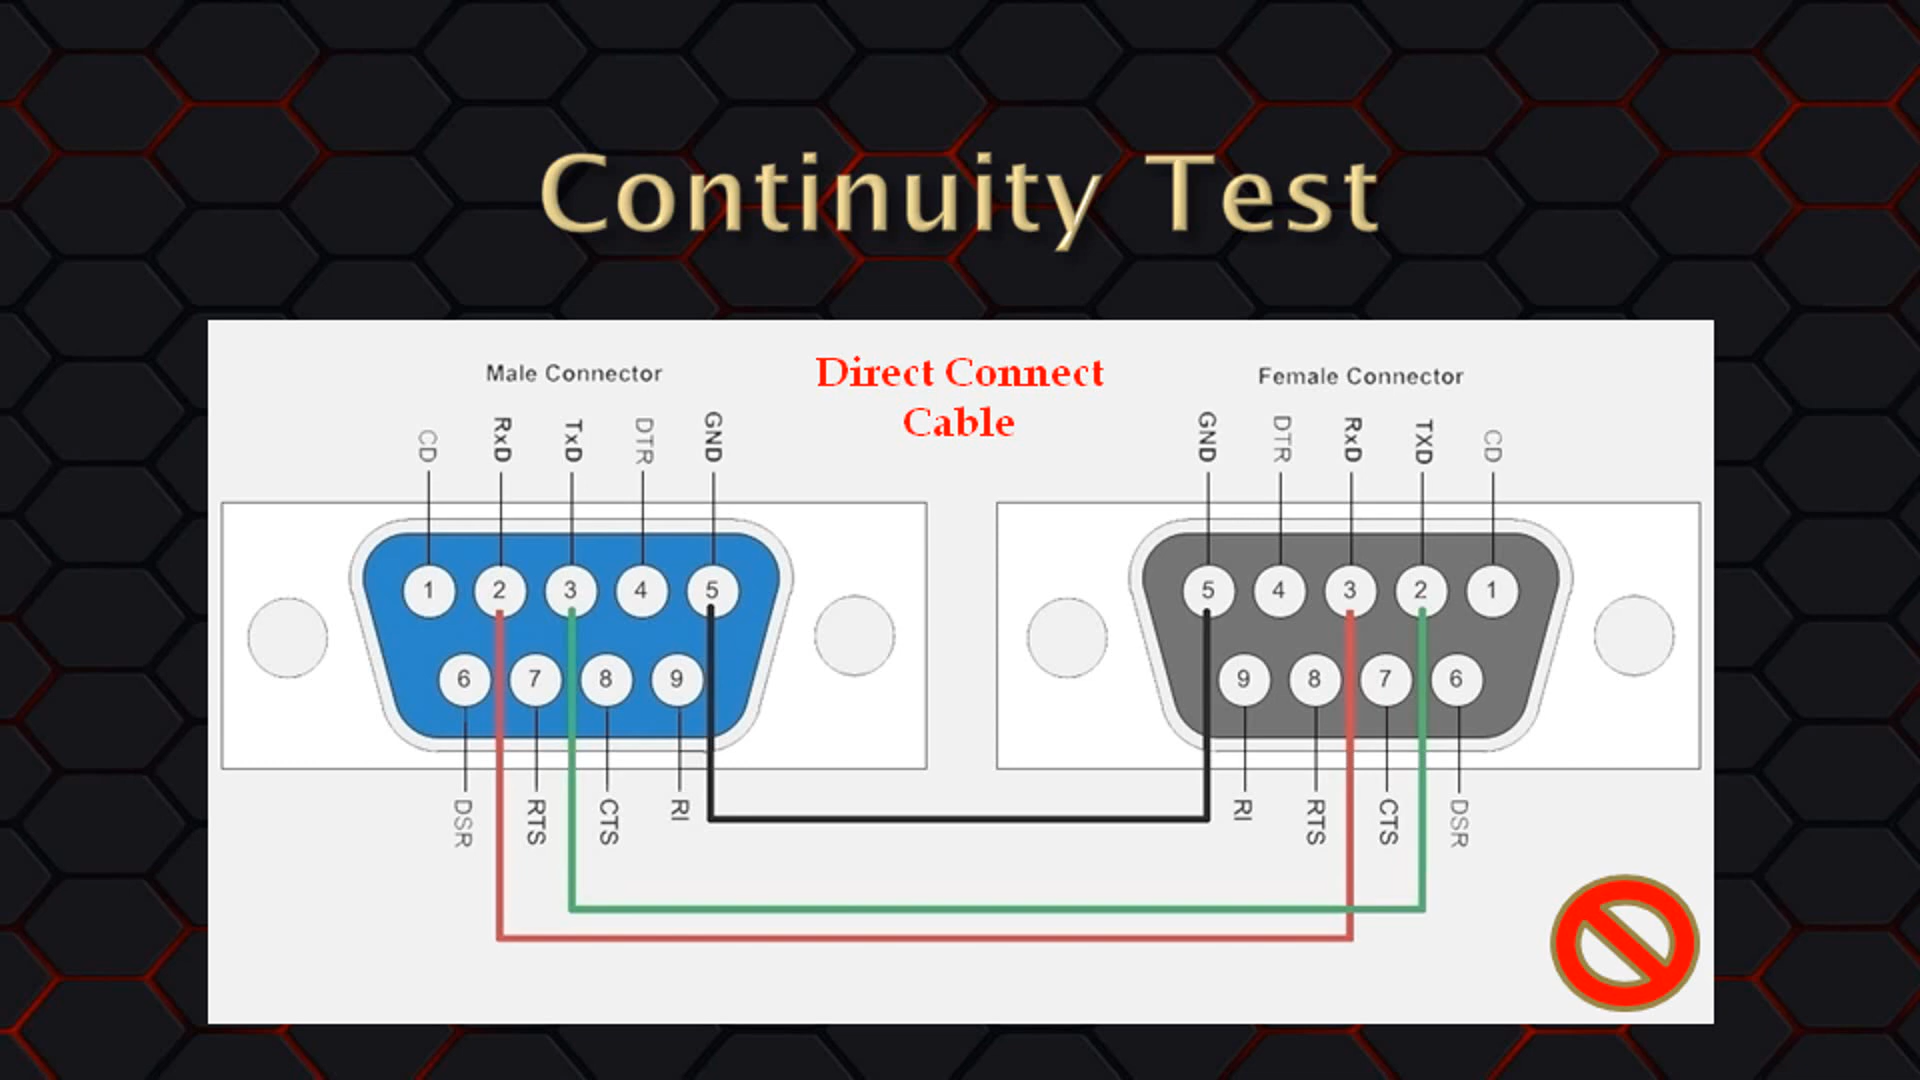 Continuity Test
Direct Connect
Cable
Male Connector
CD
RxD
TxD
DTR
GND
1
2
3
4
5
6
7
8
9
DSR
RTS
CTS
RI
Female Connector
GND
DTR
RxD
TXD
CD
5
4
3
2
1
9
8
7
6
RI
RTS
CTS
DSR